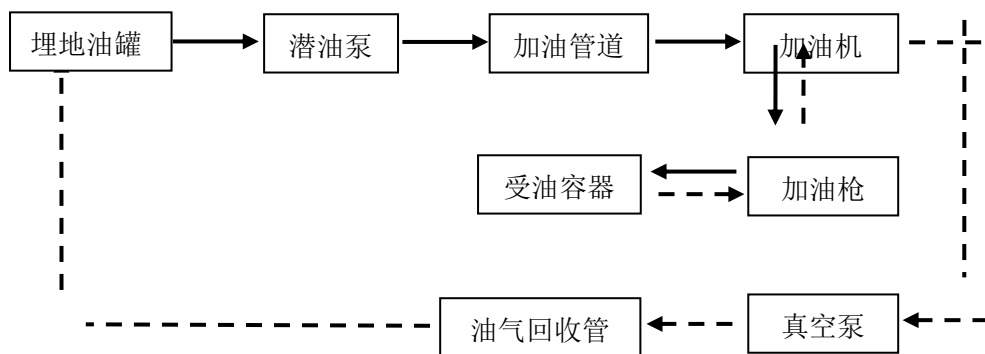 埋地油罐
潜油泵
加油管道
加油机
受油容器
加油枪
油气回收管
真空泵